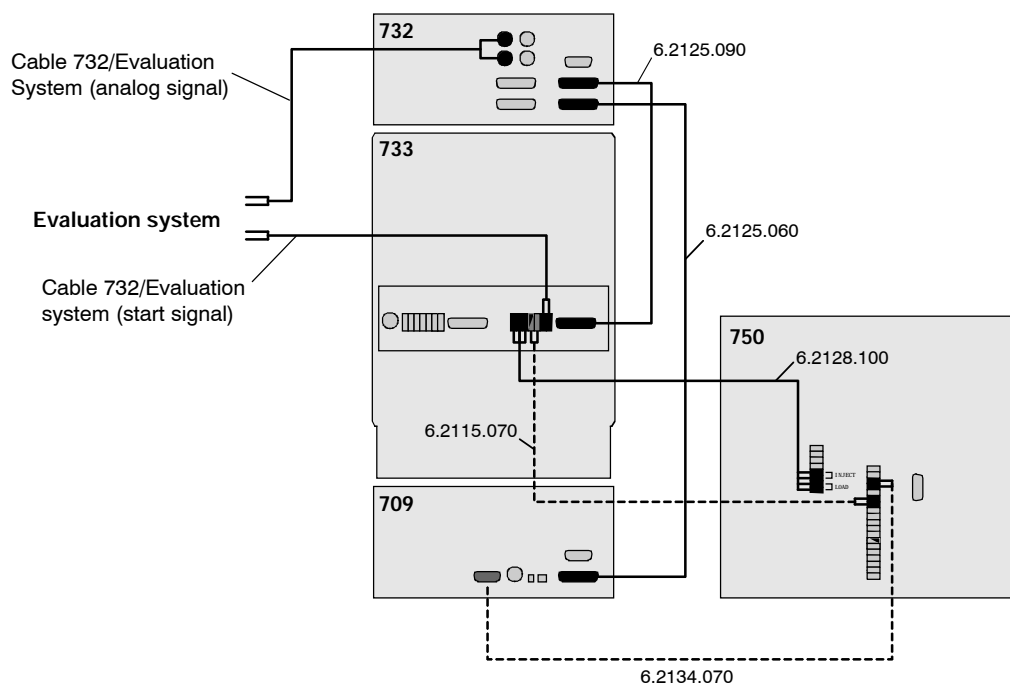 732
Cable 732/Evaluation
System (analog signal)
6.2125.090
733
Evaluation system
6.2125.060
Cable 732/Evaluation
system (start signal)
750
6.2128.100
6.2115.070
INJECT
LOAD
709
6.2134.070